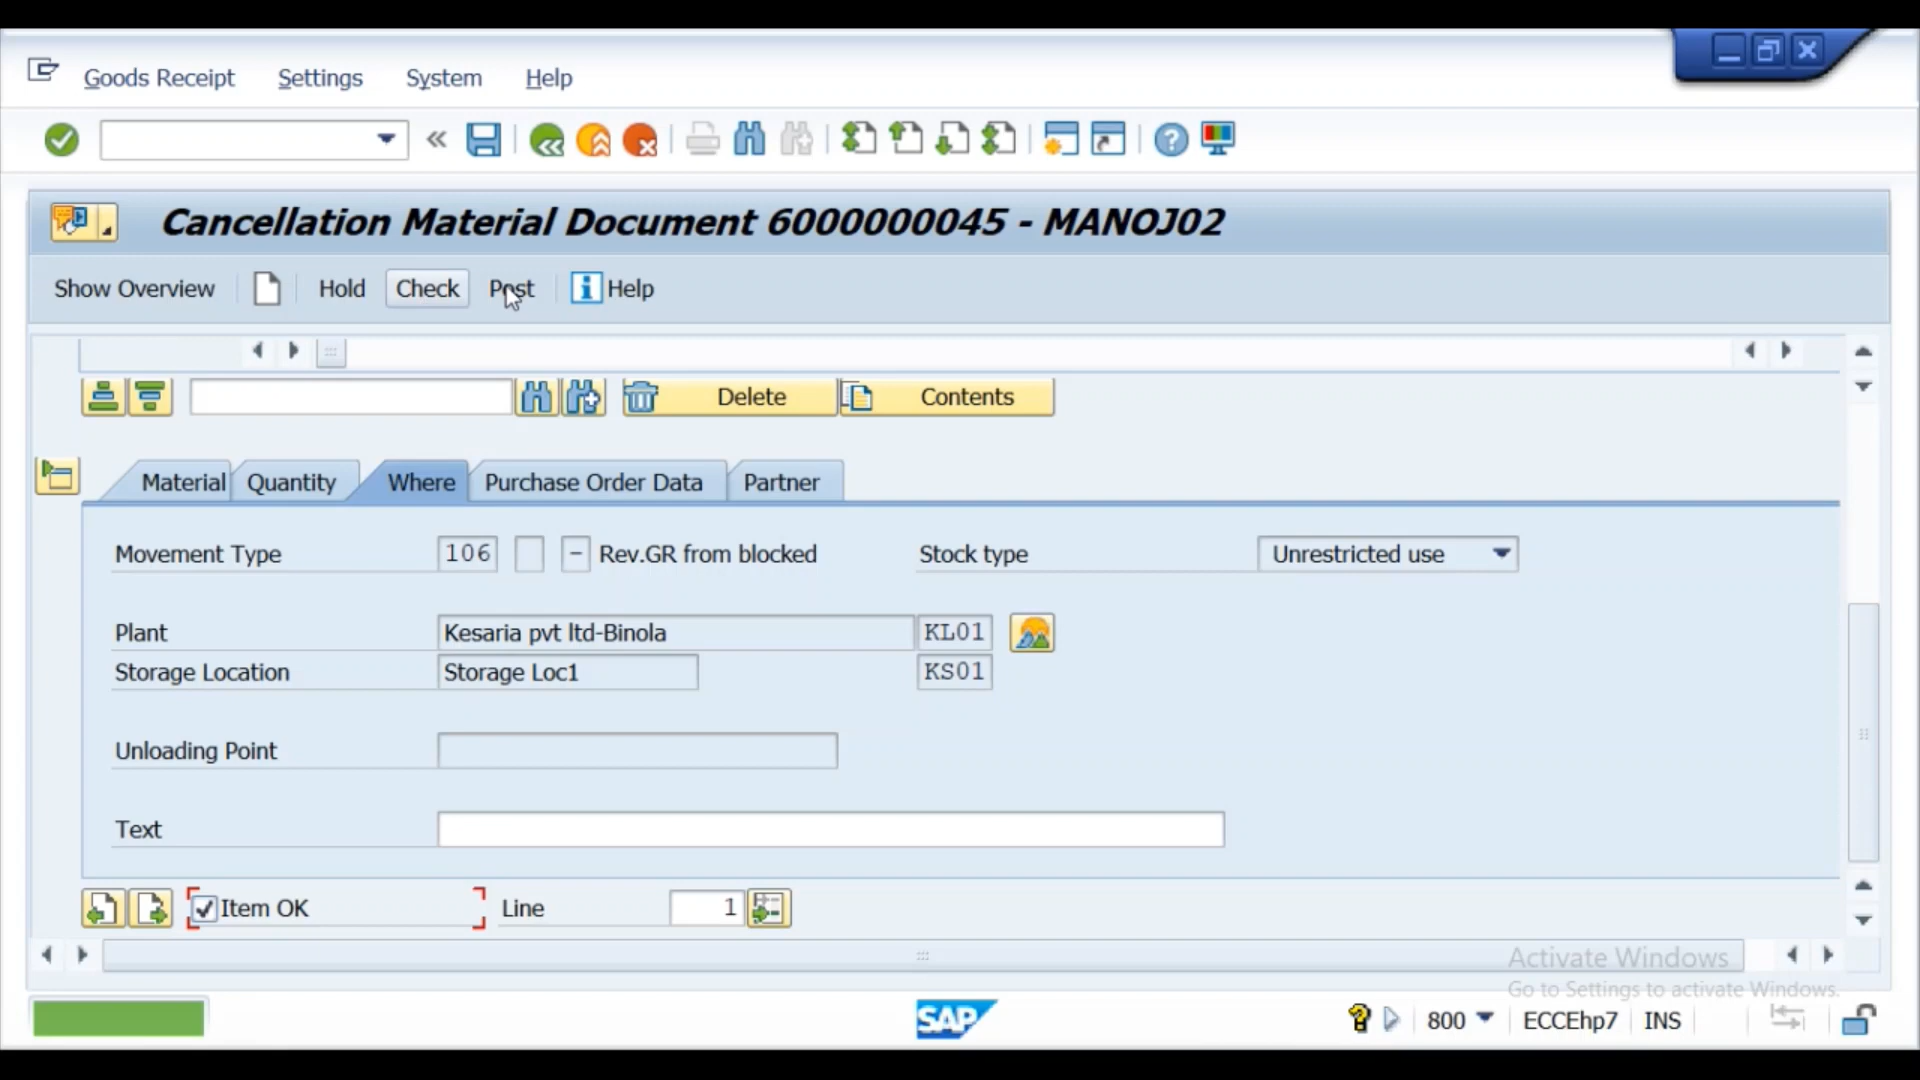 Goods Receipt Settings System Help
Cancellation Material Document 6000000045 - MANOJ02
Show Overview Hold Check Post Help
Delete Contents
Material Quantity Where Purchase Order Data Partner
Movement Type 106 - Rev.GR from blocked Stock type Unrestricted use
Plant Kesaria pvt ltd-Binola KL01
Storage Location Storage Loc1 KS01
Unloading Point
Text
Item OK Line 1
Activate Windows
Go to Settings to activate Windows.
SAP 800 ECCEhp7 INS